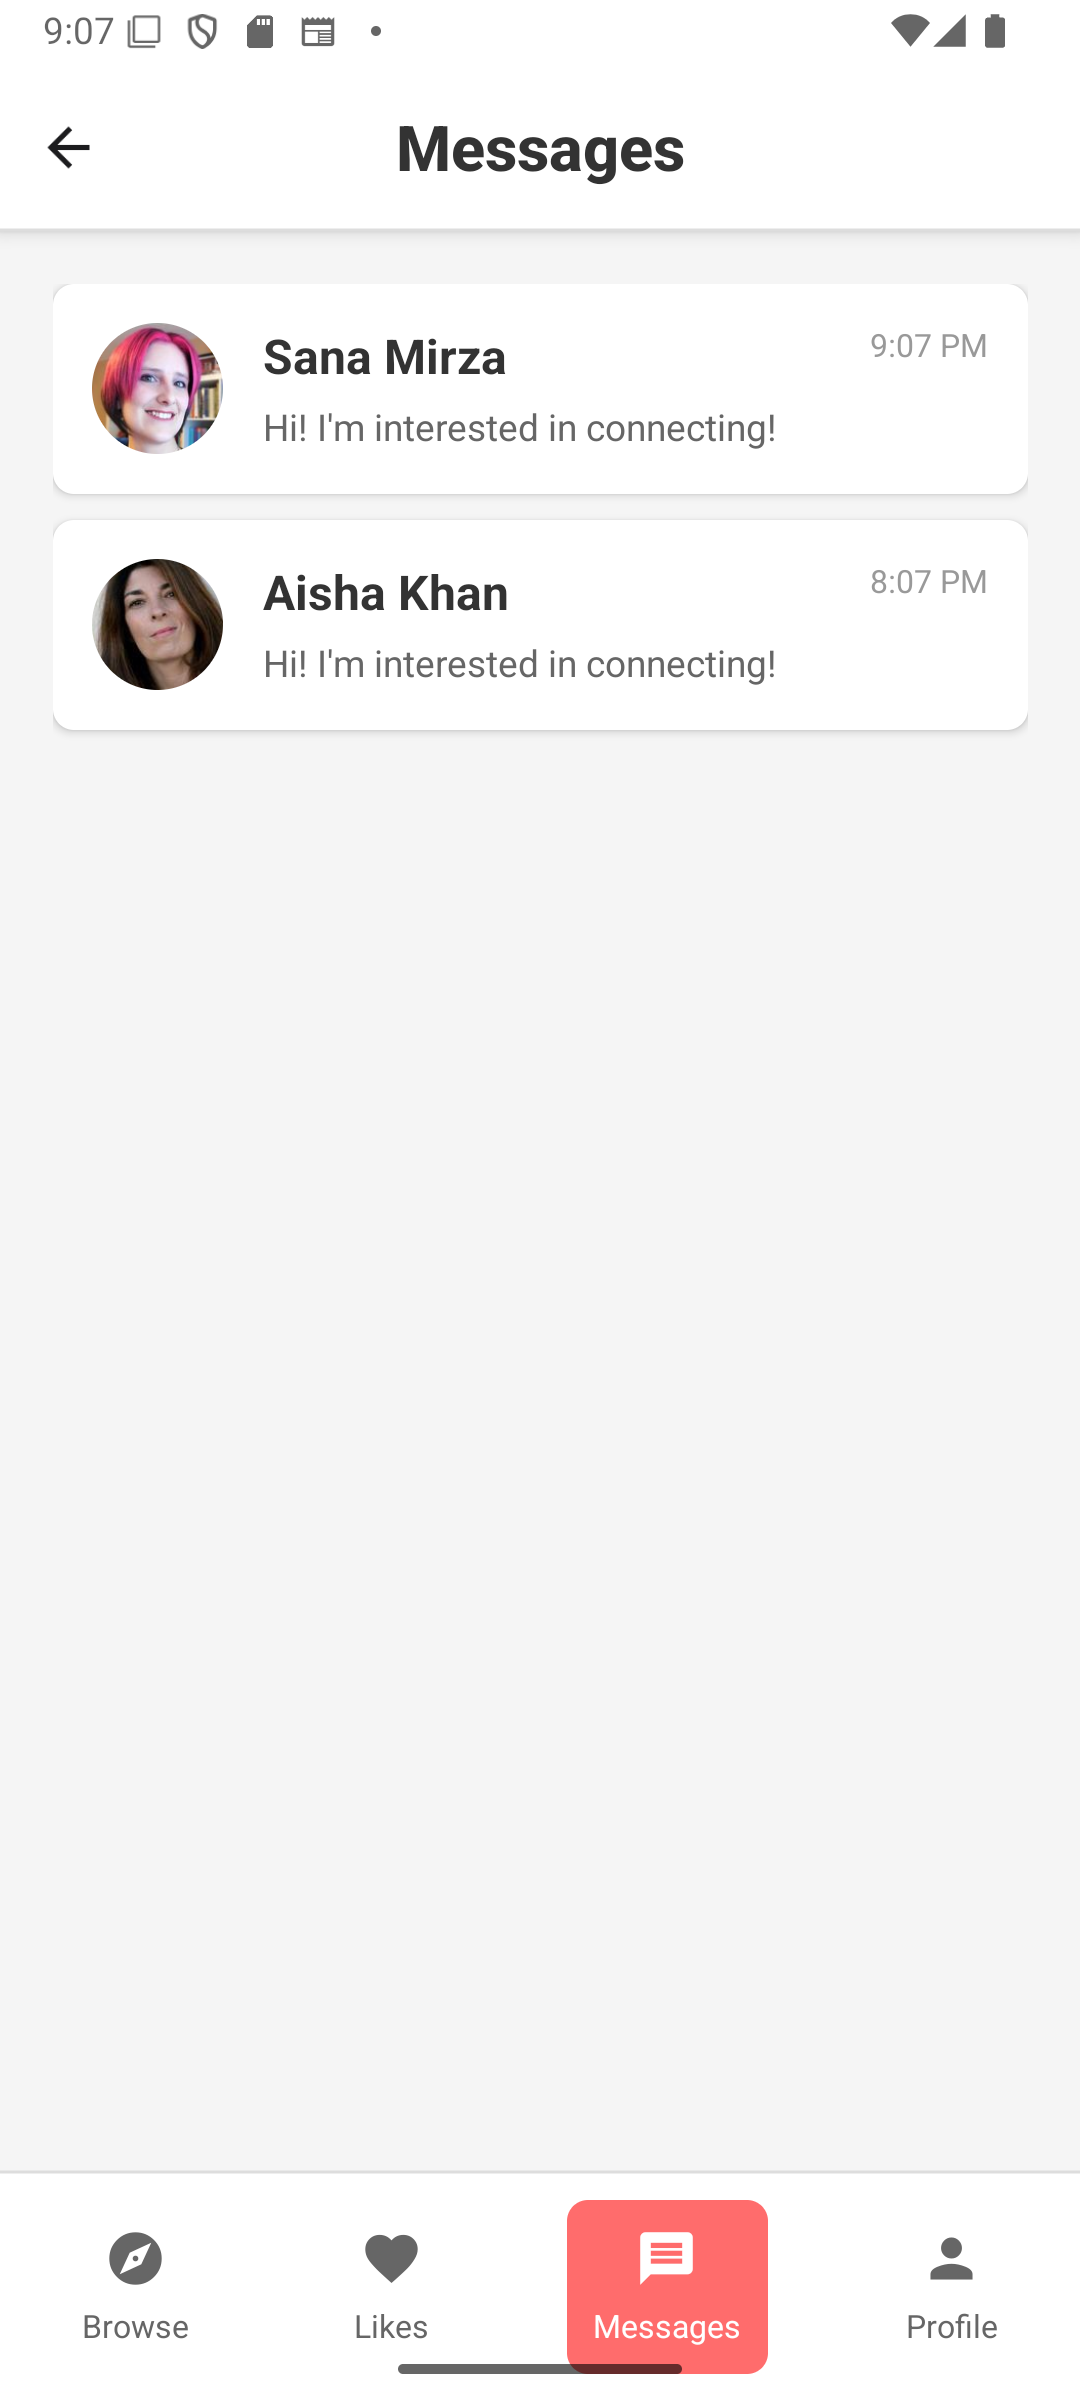 9:07
Messages
Sana Mirza
9:07 PM
Hi! I'm interested in connecting!
Aisha Khan
8:07 PM
Hi! I'm interested in connecting!
Browse
Likes
Messages
Profile